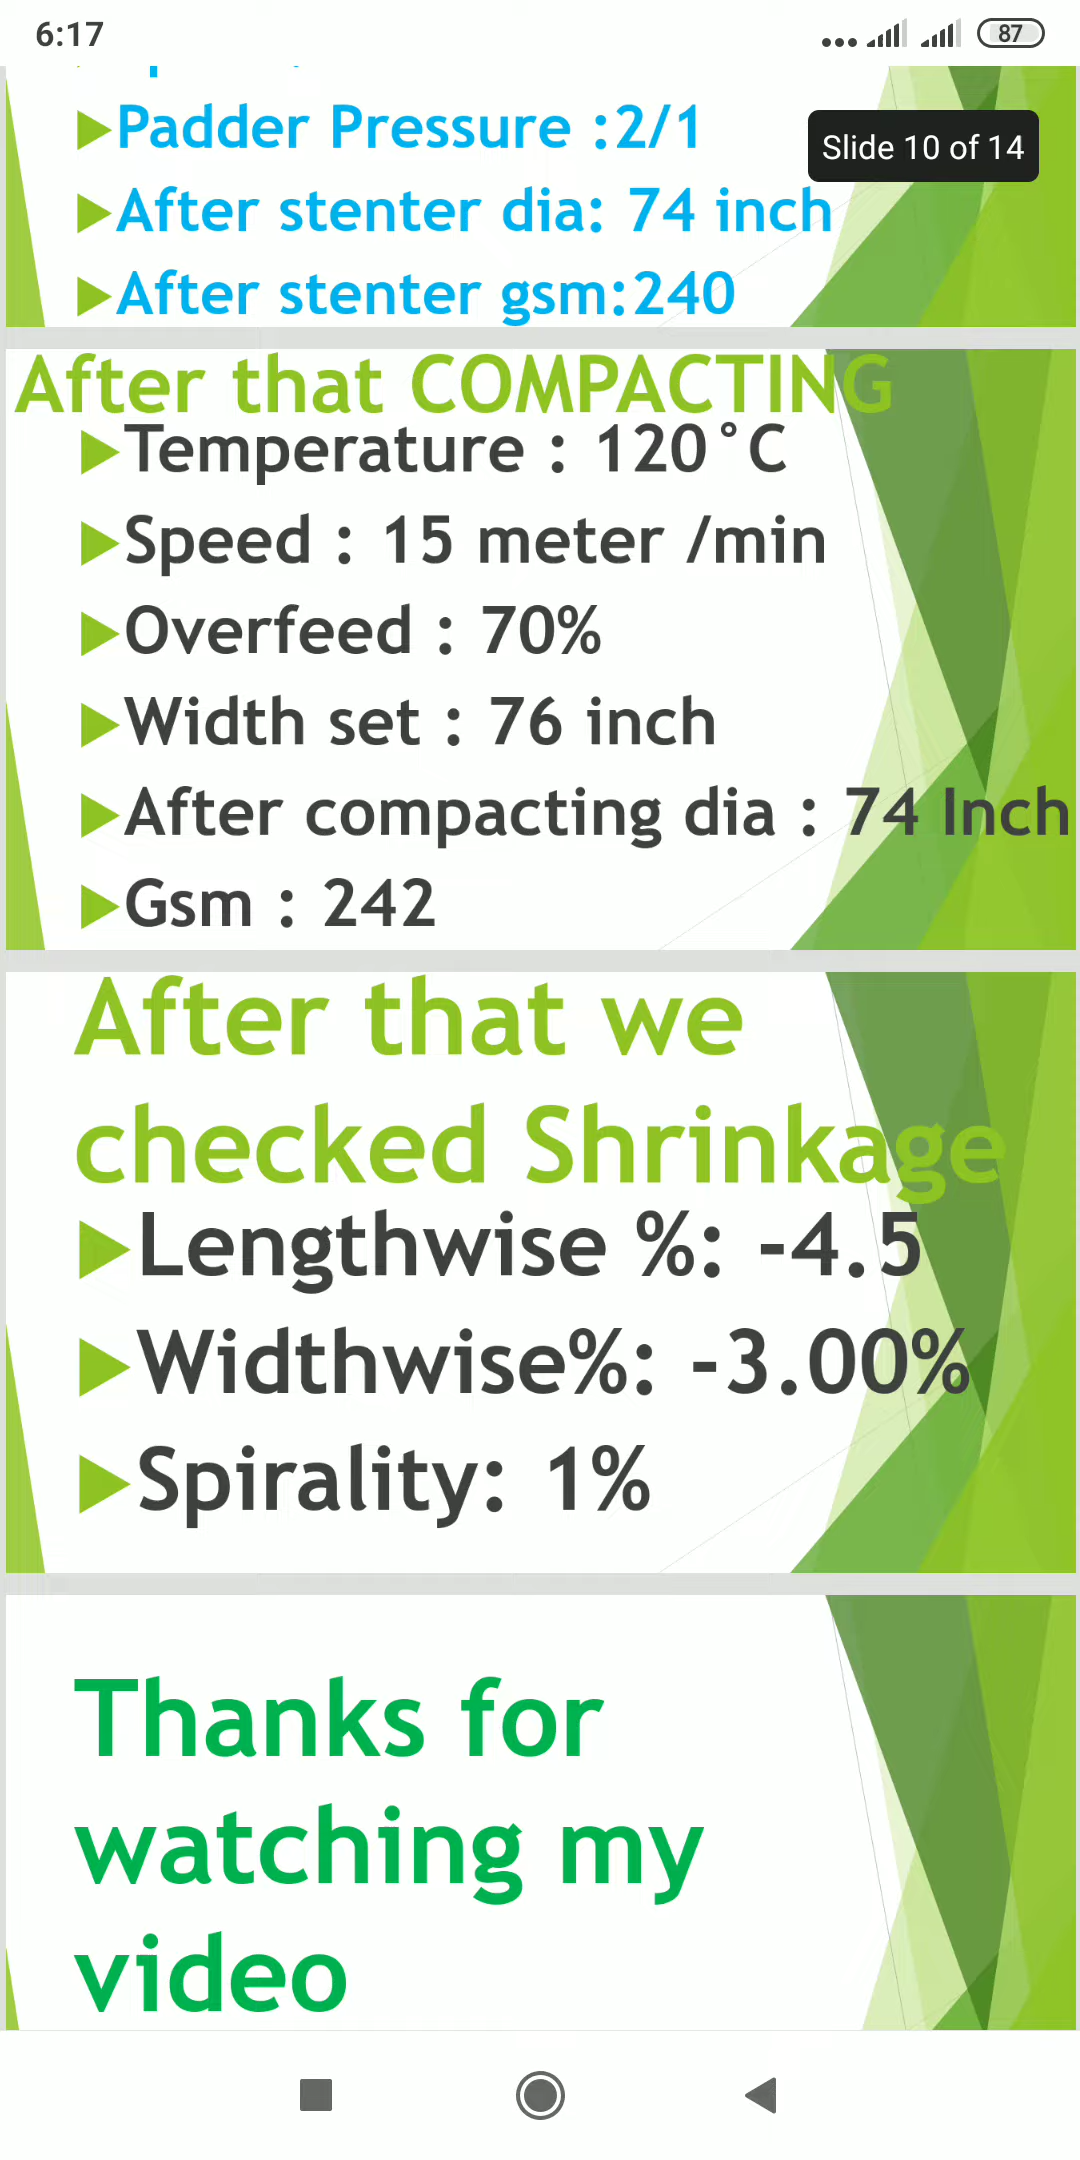 6:17
87
Slide 10 of 14
Padder Pressure :2/1
After stenter dia: 74 inch
After stenter gsm:240
After that COMPACTING
Temperature : 120°C
Speed : 15 meter /min
Overfeed : 70%
Width set : 76 inch
After compacting dia : 74 Inch
Gsm : 242
After that we
checked Shrinkage
Lengthwise %: -4.5
Widthwise%: -3.00%
Spirality: 1%
Thanks for
watching my
video